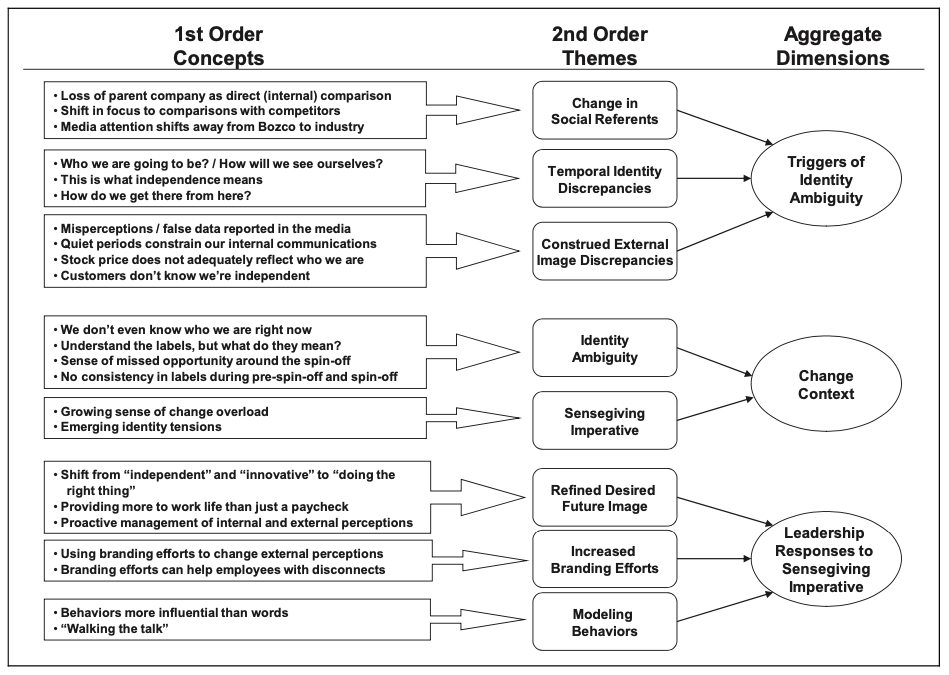 1st Order
Concepts
2nd Order
Themes
Aggregate
Dimensions
• Loss of parent company as direct (internal) comparison
• Shift in focus to comparisons with competitors
• Media attention shifts away from Bozco to industry
Change in
Social Referents
• Who we are going to be? / How will we see ourselves?
• This is what independence means
• How do we get there from here?
Temporal Identity
Discrepancies
Triggers of
Identity
Ambiguity
• Misperceptions / false data reported in the media
• Quiet periods constrain our internal communications
• Stock price does not adequately reflect who we are
• Customers don’t know we’re independent
Construed External
Image Discrepancies
• We don’t even know who we are right now
• Understand the labels, but what do they mean?
• Sense of missed opportunity around the spin-off
• No consistency in labels during pre-spin-off and spin-off
Identity
Ambiguity
Change
Context
• Growing sense of change overload
• Emerging identity tensions
Sensegiving
Imperative
• Shift from “independent” and “innovative” to “doing the
right thing”
• Providing more to work life than just a paycheck
• Proactive management of internal and external perceptions
Refined Desired
Future Image
• Using branding efforts to change external perceptions
• Branding efforts can help employees with disconnects
Increased
Branding Efforts
Leadership
Responses to
Sensegiving
Imperative
• Behaviors more influential than words
• “Walking the talk”
Modeling
Behaviors